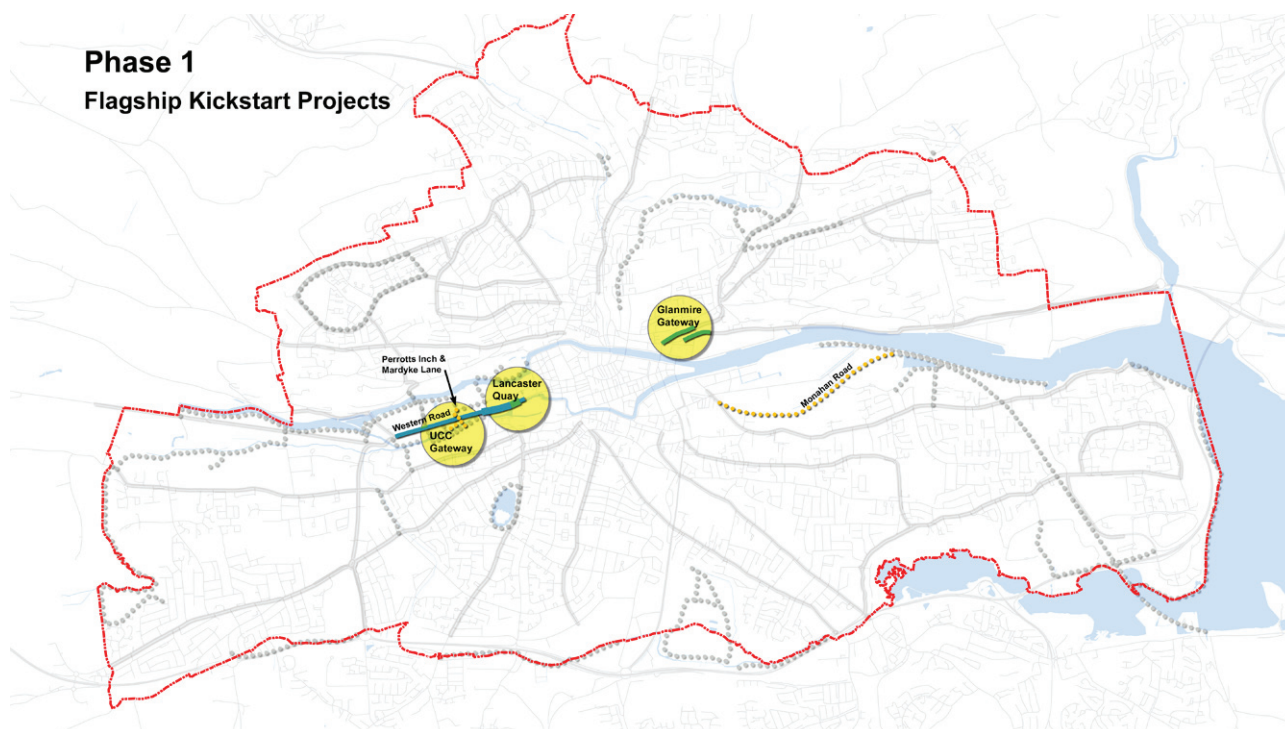 Phase 1
Flagship Kickstart Projects
Glanmire
Gateway
Perrotts Inch &
Mardyke Lane
Lancaster
Quay
Monahan Road
Western Road
UCC
Gateway